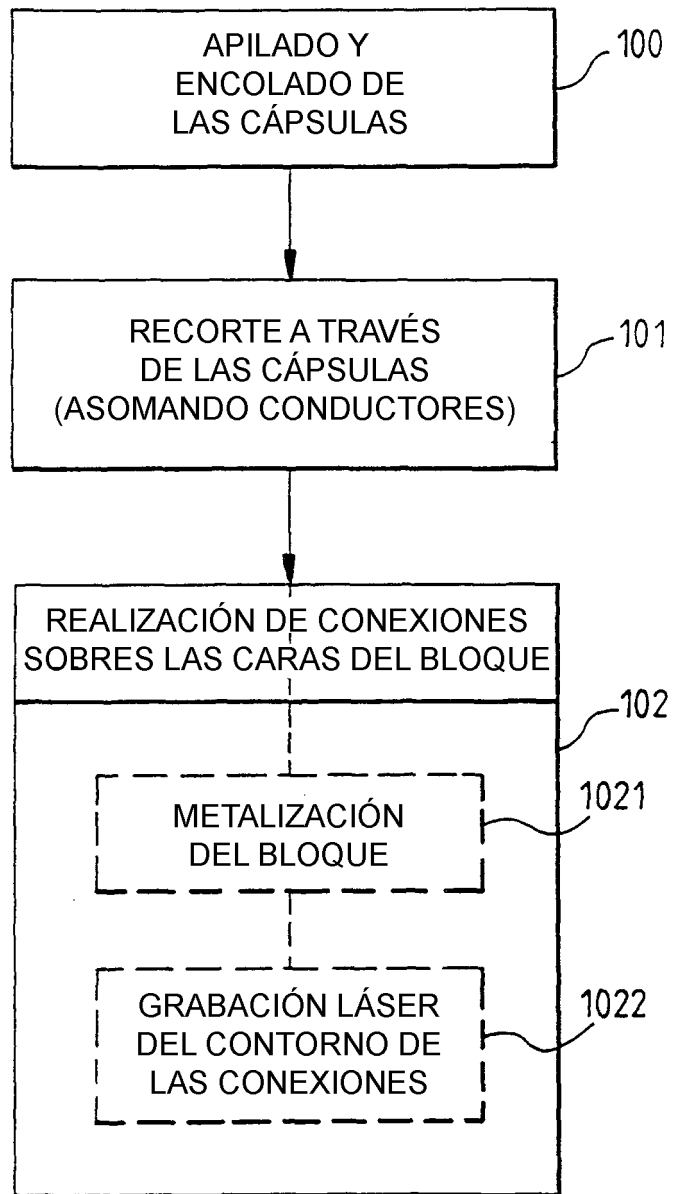 APILADO Y
ENCOLADO DE
LAS CÁPSULAS
100
RECORTE A TRAVÉS
DE LAS CÁPSULAS
(ASOMANDO CONDUCTORES)
101
REALIZACIÓN DE CONEXIONES
SOBRES LAS CARAS DEL BLOQUE
102
METALIZACIÓN
DEL BLOQUE
1021
GRABACIÓN LÁSER
DEL CONTORNO DE
LAS CONEXIONES
1022